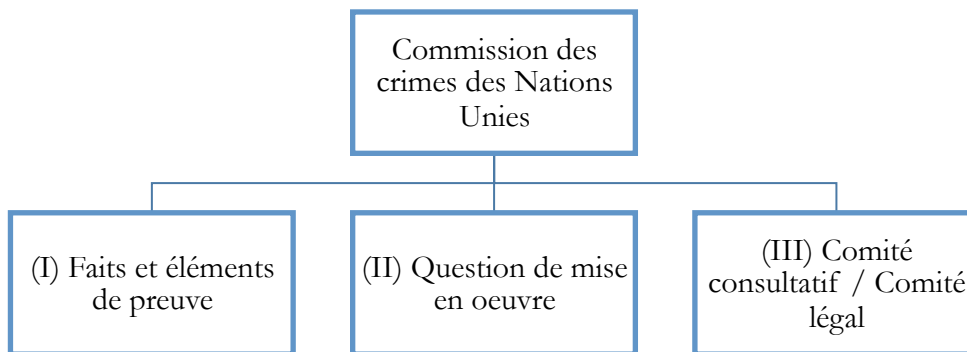 Commission des
crimes des Nations
Unies
(I) Faits et éléments
de preuve
(II) Question de mise
en oeuvre
(III) Comité
consultatif / Comité
légal